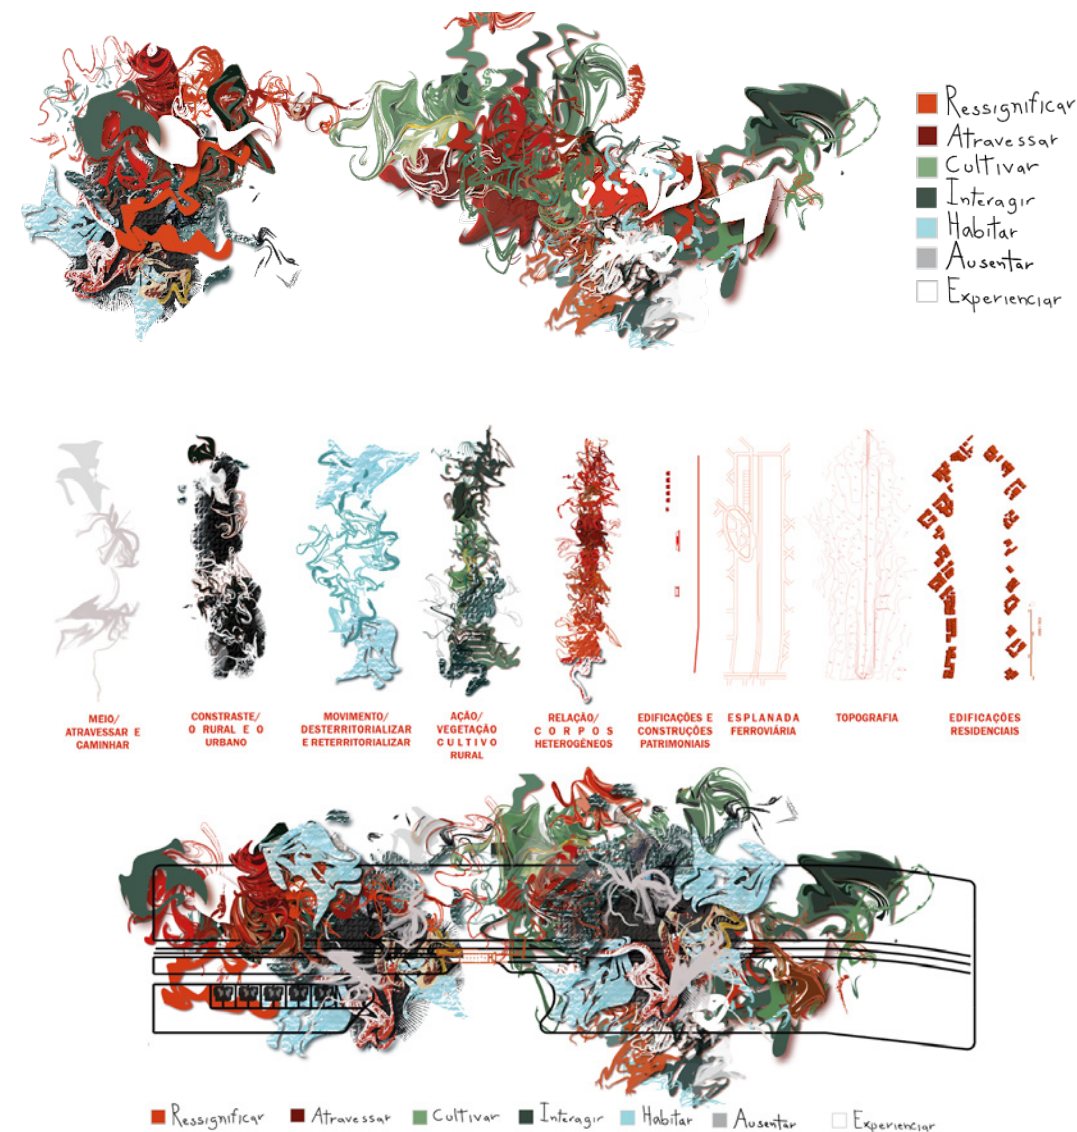 Ressignificar
Atravessar
Cultivar
Interagir
Habitar
Ausentar
Experienciar
MEIO/
ATRAVESSAR E
CAMINHAR
CONSTRASTE/
O RURAL E O
URBANO
MOVIMENTO/
DESTERRITORIALIZAR
E RETERRITORIALIZAR
AÇÃO/
VEGETAÇÃO
CULTIVO
RURAL
RELAÇÃO/
CORPOS
HETEROGÊNEOS
EDIFICAÇÕES E
CONSTRUÇÕES
PATRIMONIAIS
ESPLANADA
FERROVIÁRIA
TOPOGRAFIA
EDIFICAÇÕES
RESIDENCIAIS
Ressignificar Atravessar Cultivar Interagir Habitar Ausentar Experienciar